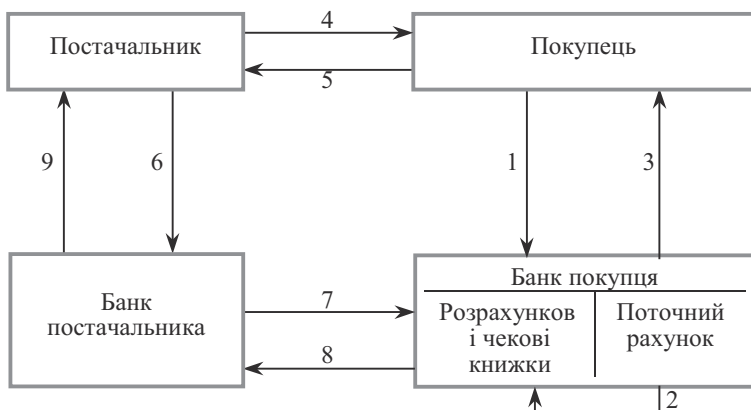 Постачальник
4
Покупець
5
9
6
1
3
Банк
постачальника
7
8
Банк покупця
Розрахунков
і чекові
книжки
Поточний
рахунок
2